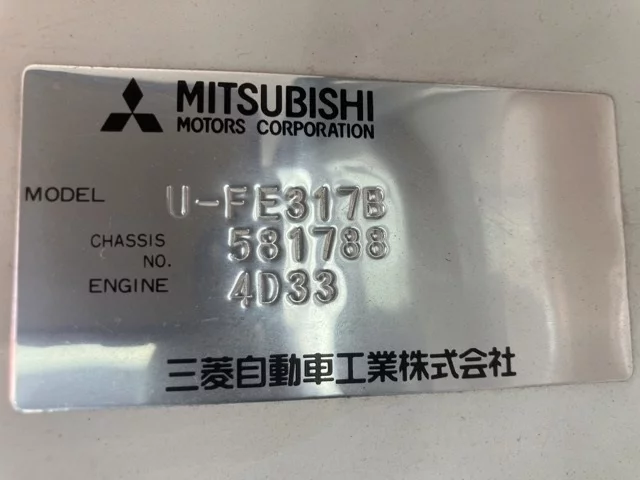 MITSUBISHI
MOTORS CORPORATION
MODEL U-FE317B
CHASSIS NO. 581788
ENGINE 4D33
三菱自動車工業株式会社